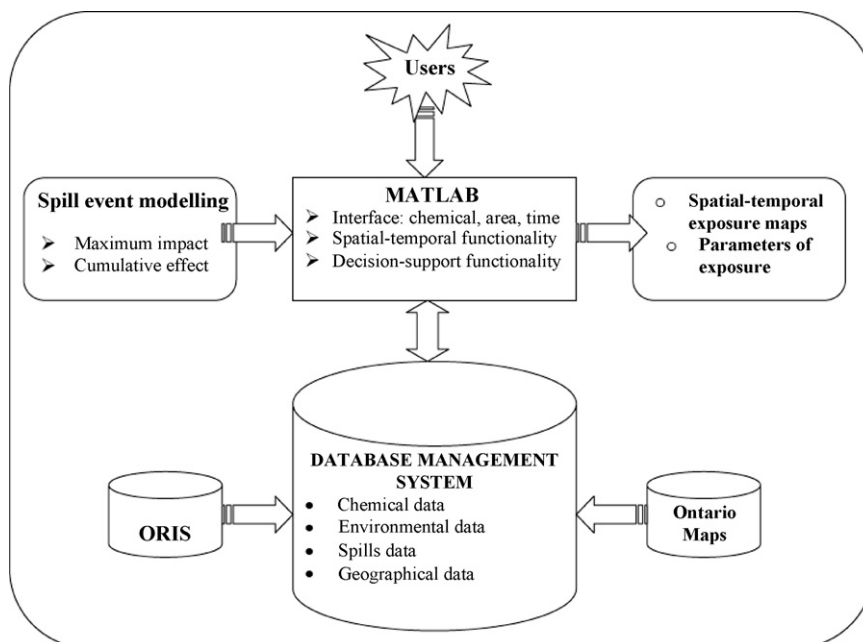 Users
Spill event modelling
➢ Maximum impact
➢ Cumulative effect
MATLAB
➢ Interface: chemical, area, time
➢ Spatial-temporal functionality
➢ Decision-support functionality
○ Spatial-temporal
exposure maps
○ Parameters of
exposure
DATABASE MANAGEMENT
SYSTEM
• Chemical data
• Environmental data
• Spills data
• Geographical data
ORIS
Ontario
Maps